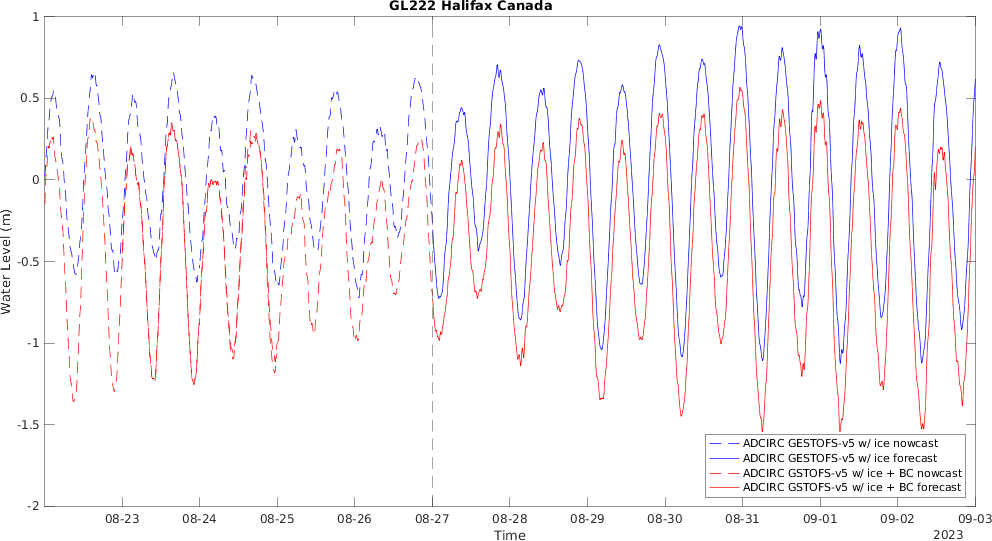 GL222 Halifax Canada
1
0.5
0
-0.5
-1
-1.5
-2
Water Level (m)
ADCIRC GESTOFS-v5 w/ ice nowcast
ADCIRC GESTOFS-v5 w/ ice forecast
ADCIRC GSTOFS-v5 w/ ice + BC nowcast
ADCIRC GSTOFS-v5 w/ ice + BC forecast
08-23 08-24 08-25 08-26 08-27 08-28 08-29 08-30 08-31 09-01 09-02 09-03
Time
2023